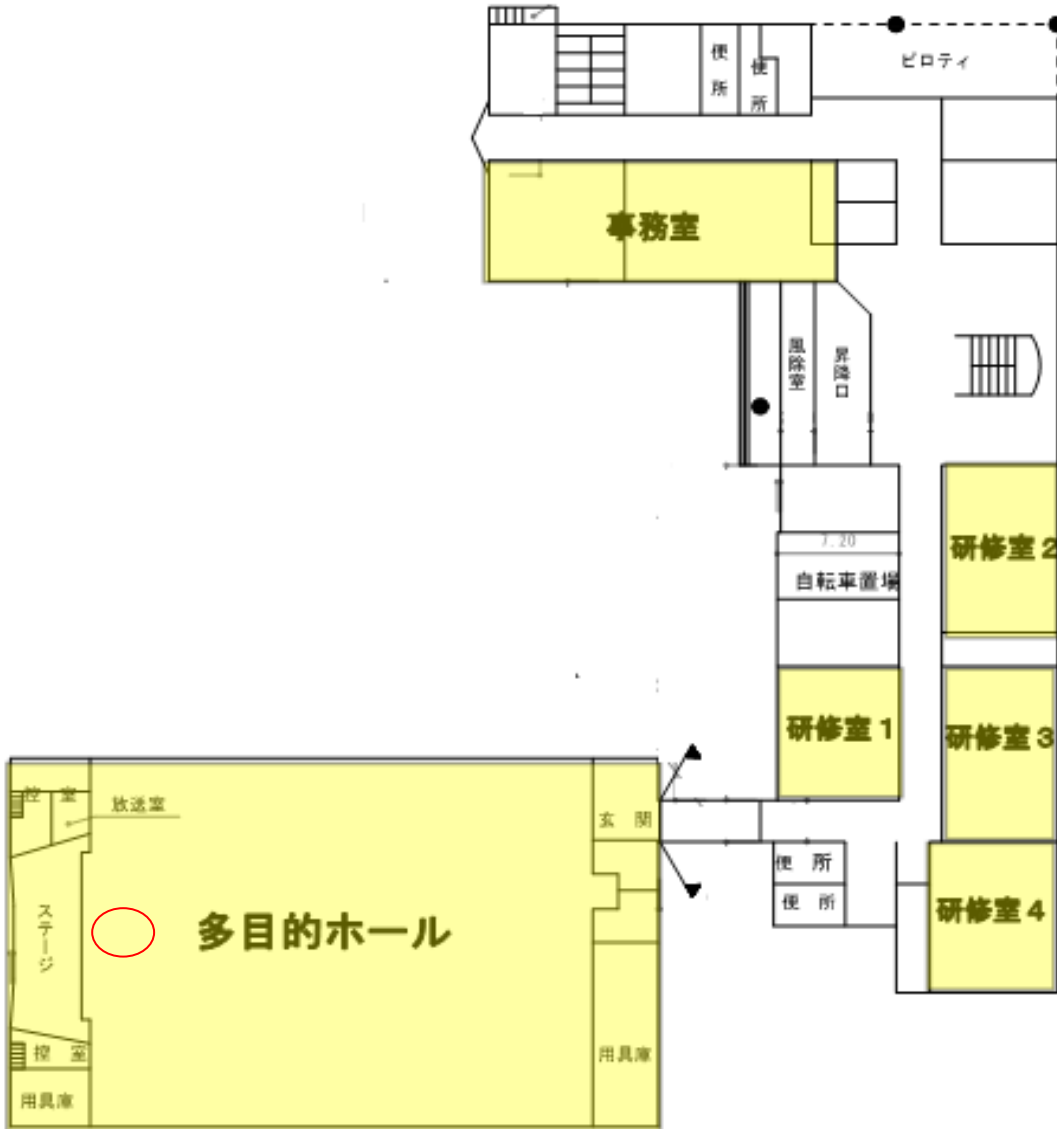 便所
便所
ピロティ
事務室
風除室
昇降口
7.20
自転車置場
研修室2
研修室1
研修室3
控 室
放送室
玄 関
便 所
便 所
研修室4
ステージ
多目的ホール
控 室
用具庫
用具庫